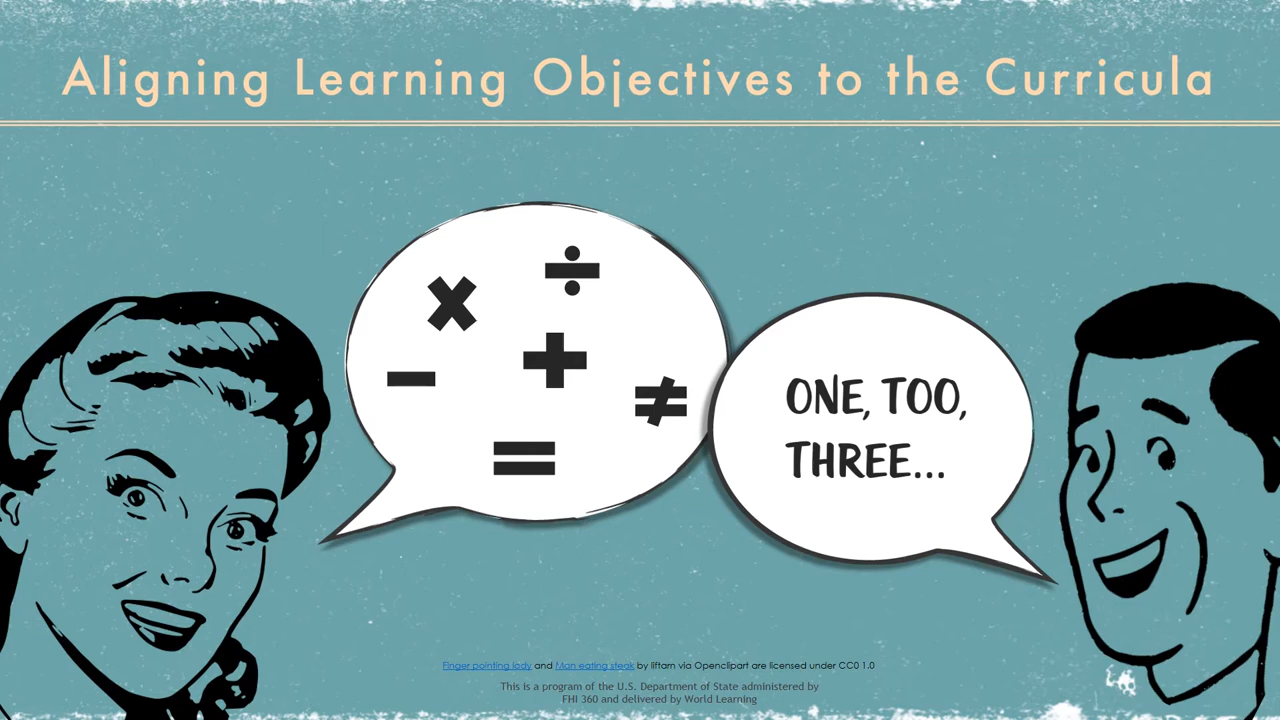 Aligning Learning Objectives to the Curricula
× ÷
− + ≠
=
ONE, TOO,
THREE...
Finger pointing lady and Man eating steak by liftarn via Openclipart are licensed under CC0 1.0
This is a program of the U.S. Department of State administered by
FHI 360 and delivered by World Learning